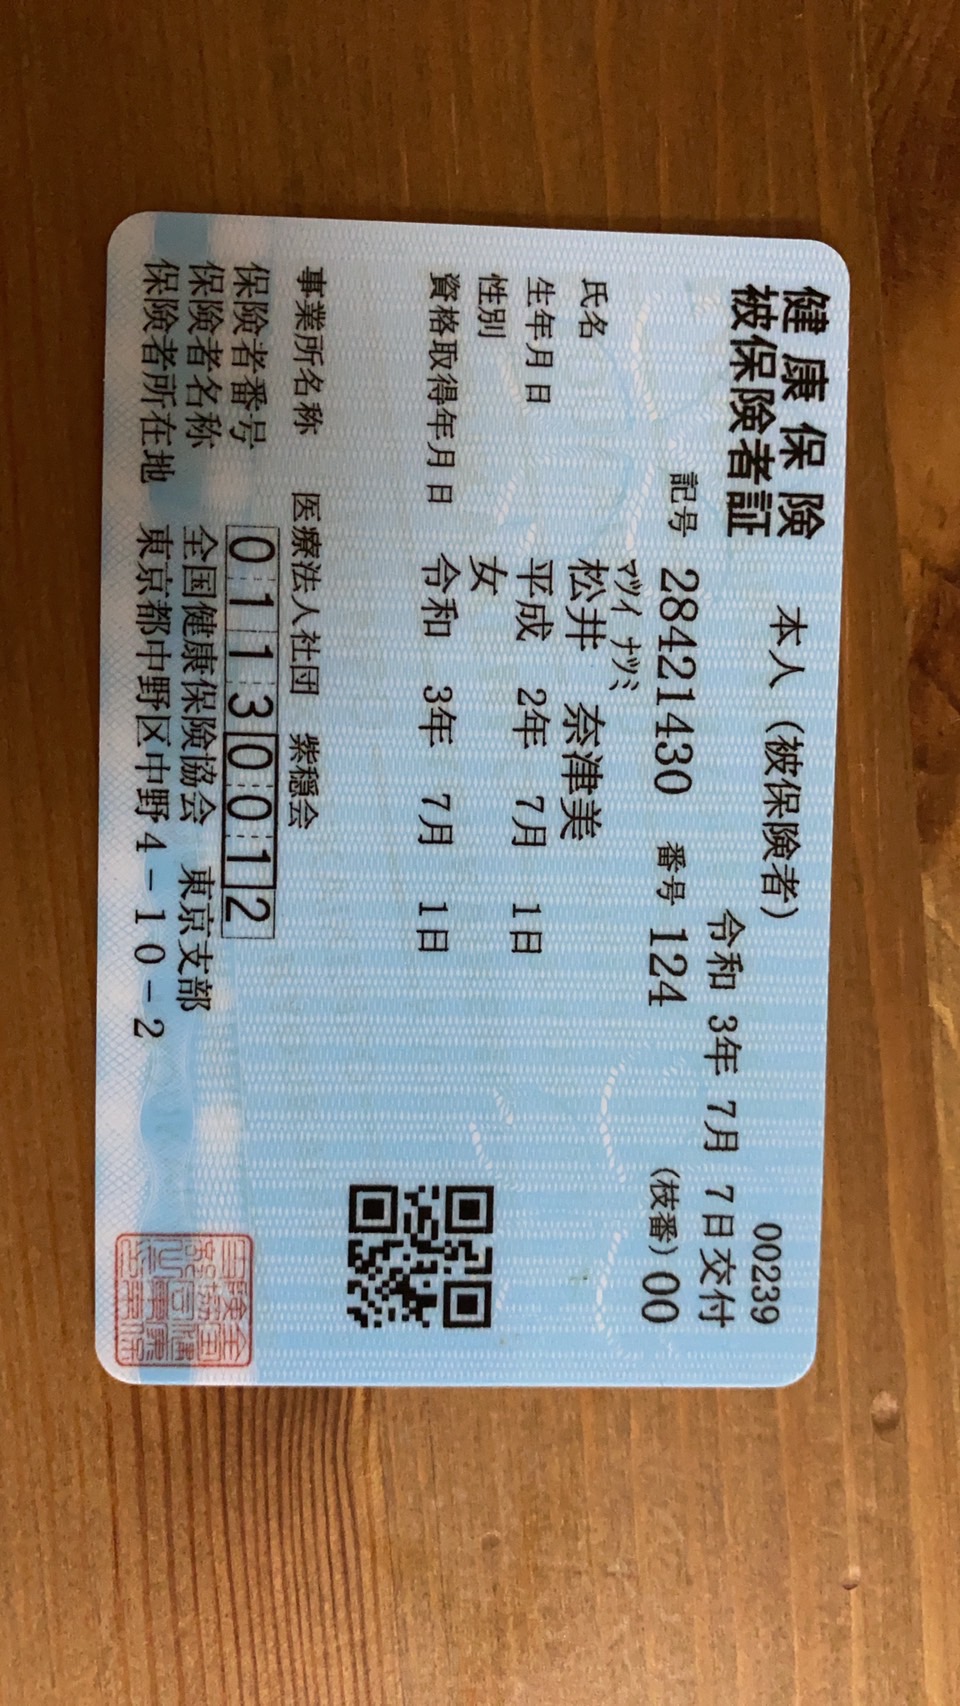 健康保険 本人（被保険者） 00239
被保険者証 令和 3年 7月 7日交付
記号 28421430 番号 124 （枝番）00
ﾏﾂｲ ﾅﾂﾐ
氏名 松井 奈津美
生年月日 平成 2年 7月 1日
性別 女
資格取得年月日 令和 3年 7月 1日
事業所名称 医療法人社団 紫穏会
保険者番号 01130012
保険者名称 全国健康保険協会 東京支部
保険者所在地 東京都中野区中野4-10-2